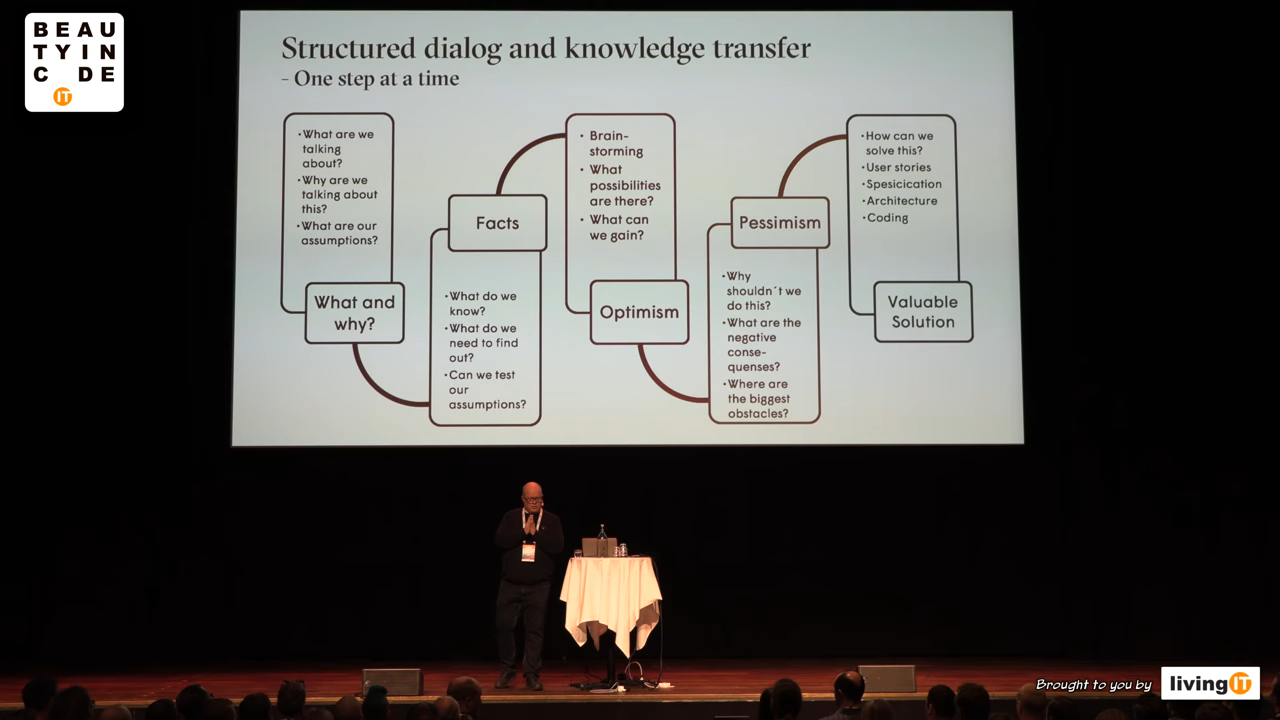 BEAU
TYIN
C DE
IT
Structured dialog and knowledge transfer
- One step at a time
•What are we
talking
about?
•Why are we
talking about
this?
•What are our
assumptions?
What and
why?
Facts
•What do we
know?
•What do we
need to find
out?
•Can we test
our
assumptions?
• Brain-
storming
• What
possibilities
are there?
• What can
we gain?
Optimism
Pessimism
•Why
shouldn´t we
do this?
•What are the
negative
conse-
quenses?
•Where are
the biggest
obstacles?
•How can we
solve this?
•User stories
•Spesicication
•Architecture
•Coding
Valuable
Solution
Brought to you by
living IT